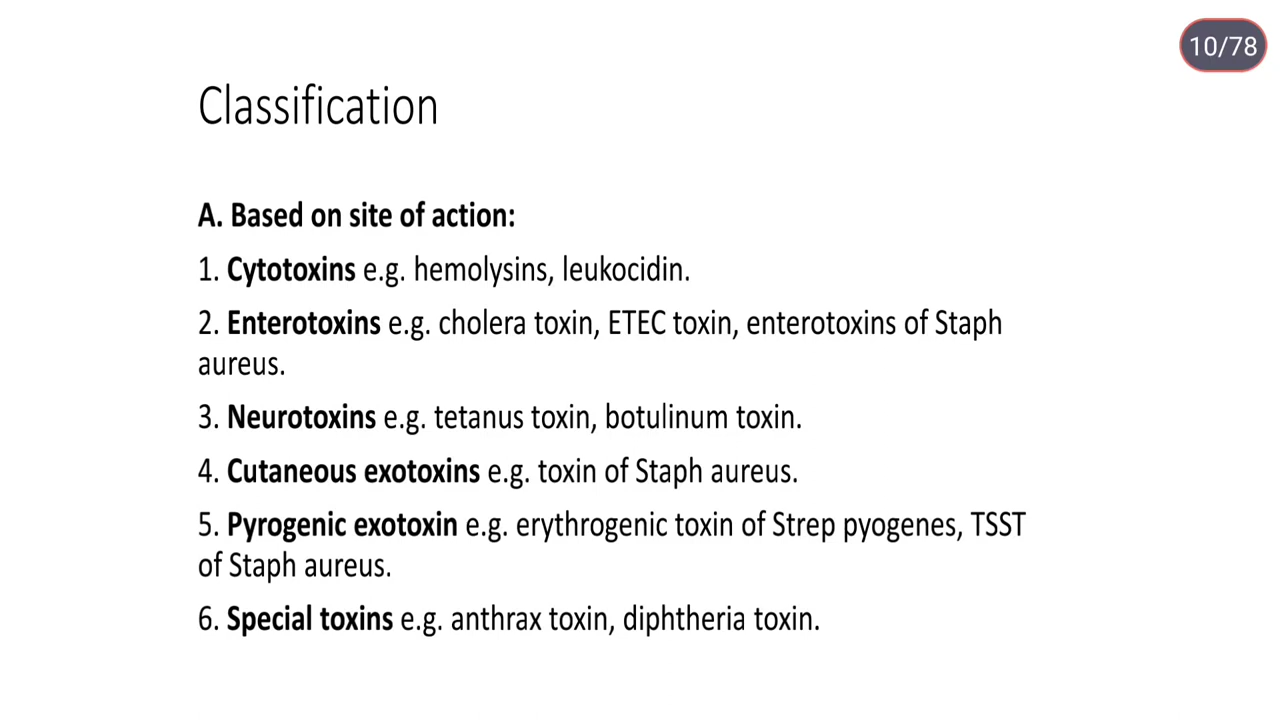 10/78
Classification
A. Based on site of action:
1. Cytotoxins e.g. hemolysins, leukocidin.
2. Enterotoxins e.g. cholera toxin, ETEC toxin, enterotoxins of Staph
aureus.
3. Neurotoxins e.g. tetanus toxin, botulinum toxin.
4. Cutaneous exotoxins e.g. toxin of Staph aureus.
5. Pyrogenic exotoxin e.g. erythrogenic toxin of Strep pyogenes, TSST
of Staph aureus.
6. Special toxins e.g. anthrax toxin, diphtheria toxin.